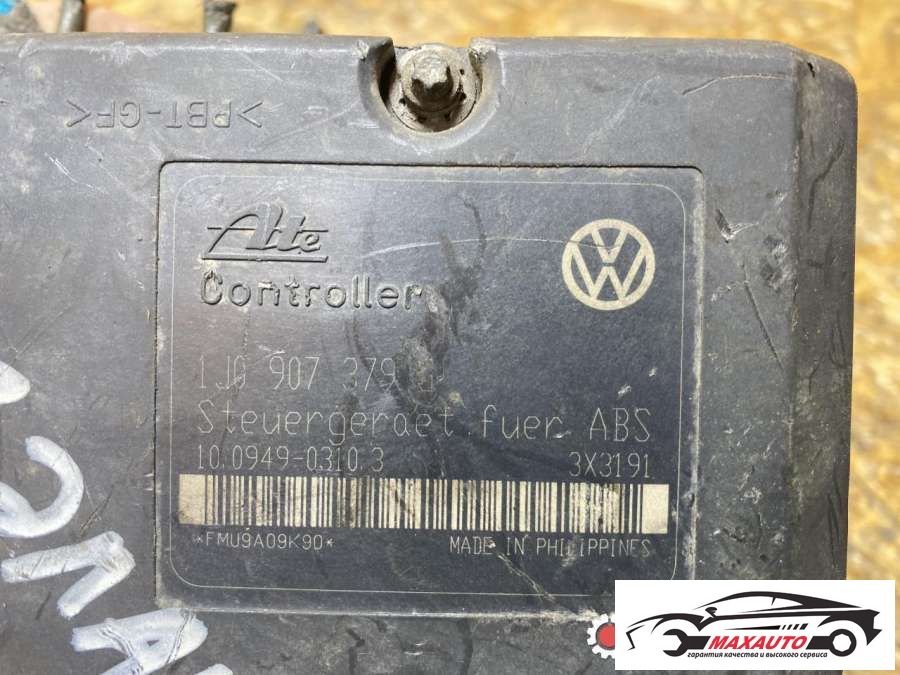 >PBT-GF<
Ate
Controller
1J0 907 379
Steuergeraet fuer ABS
10.0949-0310.3 3X3191
*FMU9A09K90*
MADE IN PHILIPPINES
MAXAUTO
гарантия качества и высокого сервиса